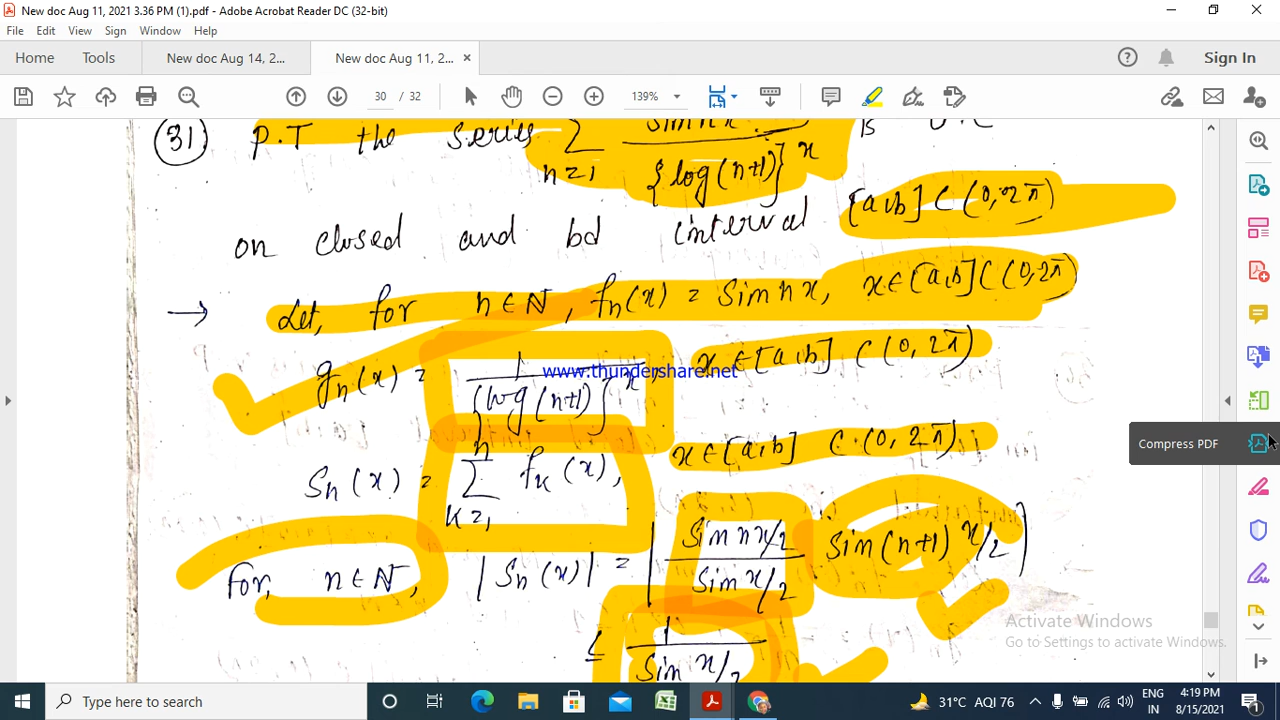 New doc Aug 11, 2021 3.36 PM (1).pdf - Adobe Acrobat Reader DC (32-bit)
File Edit View Sign Window Help
Home Tools New doc Aug 14, 2... New doc Aug 11, 2... × Sign In
30 / 32 139%
(31) P.T the series ∑ n=1 sin nx / {log(n+1)}^x is U.C
on closed and bd interval [a,b] ⊂ (0, 2π)
→ Let, for n ∈ N, fn(x) = Sin nx, x ∈ [a,b] ⊂ (0, 2π)
gn(x) = 1 / {log(n+1)}^x, x ∈ [a,b] ⊂ (0, 2π)
www.thundershare.net
Sn(x) = ∑ k=1 n fk(x), x ∈ [a,b] ⊂ (0, 2π)
Compress PDF
For, n ∈ N, |Sn(x)| = | Sin nx/2 / Sin x/2 Sin(n+1) x/2 |
≤ 1 / Sin x/2
Activate Windows
Go to Settings to activate Windows.
Type here to search
31°C AQI 76
ENG
IN
4:19 PM
8/15/2021
1